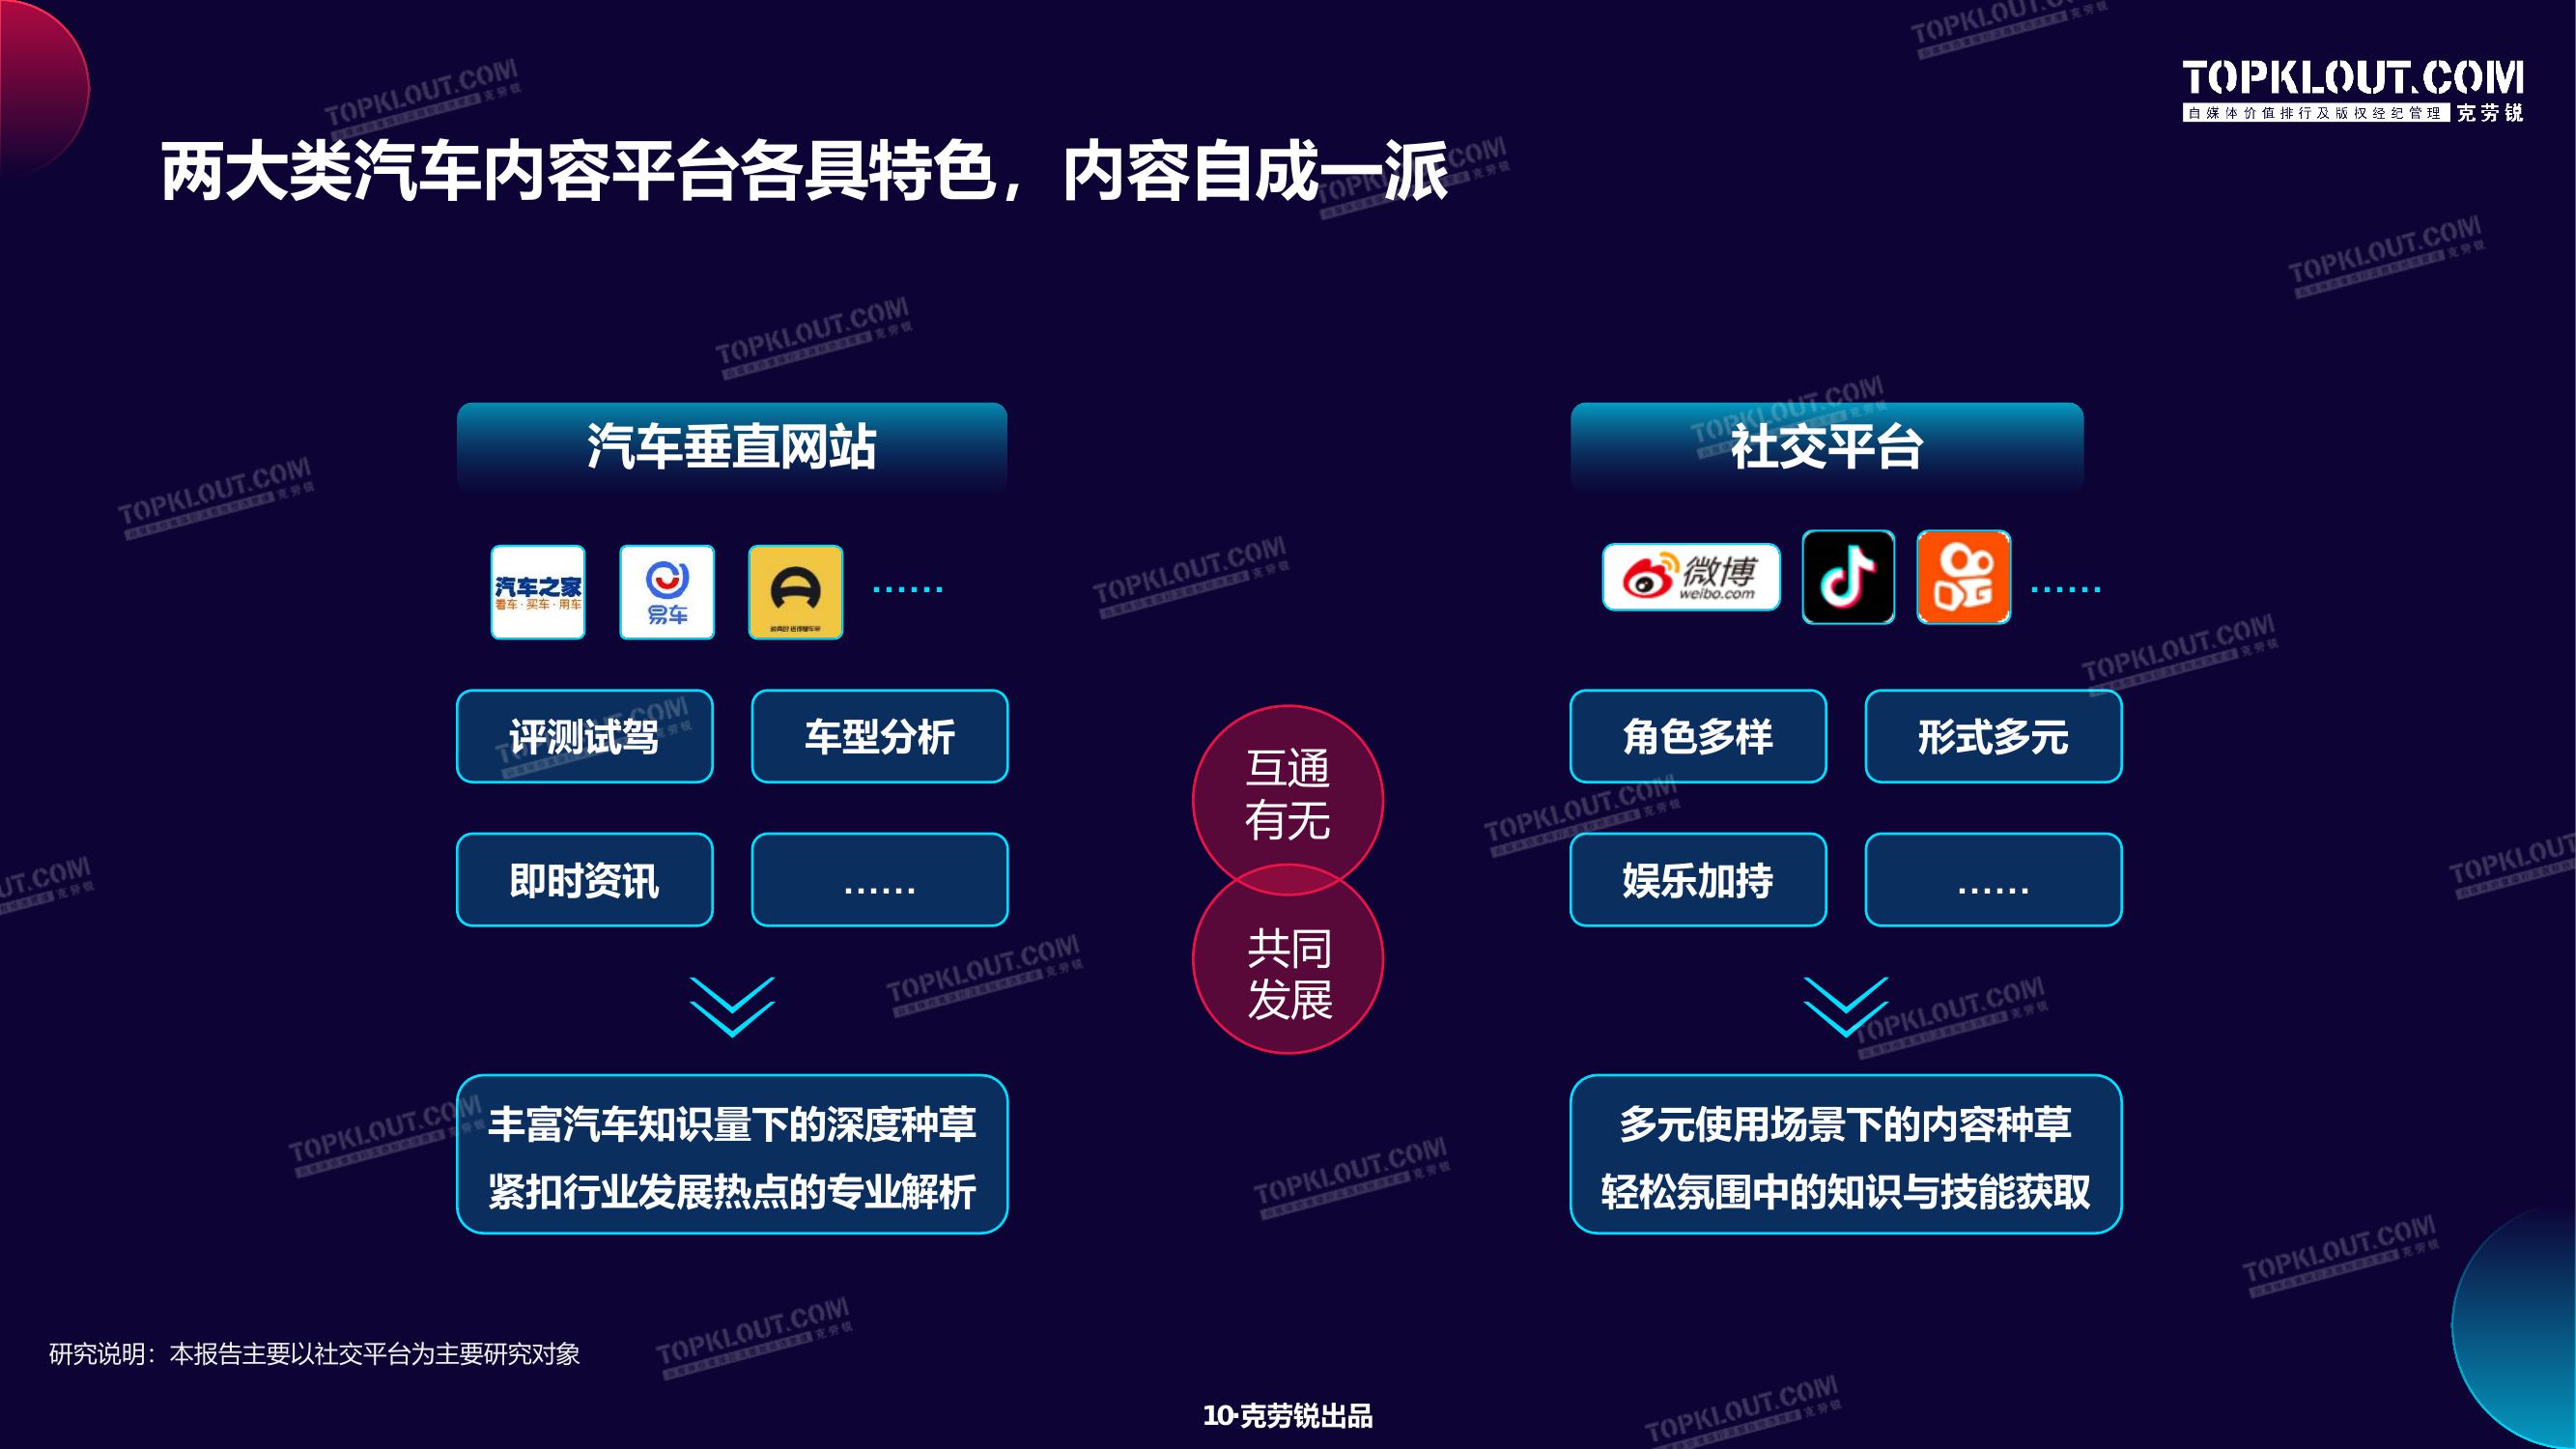 TOPKLOUT.COM
自媒体价值排行及版权经纪管理 克劳锐
两大类汽车内容平台各具特色，内容自成一派
汽车垂直网站
社交平台
汽车之家
看车·买车·用车
易车
……
微博
weibo.com
……
评测试驾
车型分析
角色多样
形式多元
即时资讯
……
娱乐加持
……
互通
有无
共同
发展
丰富汽车知识量下的深度种草
紧扣行业发展热点的专业解析
多元使用场景下的内容种草
轻松氛围中的知识与技能获取
研究说明：本报告主要以社交平台为主要研究对象
10·克劳锐出品